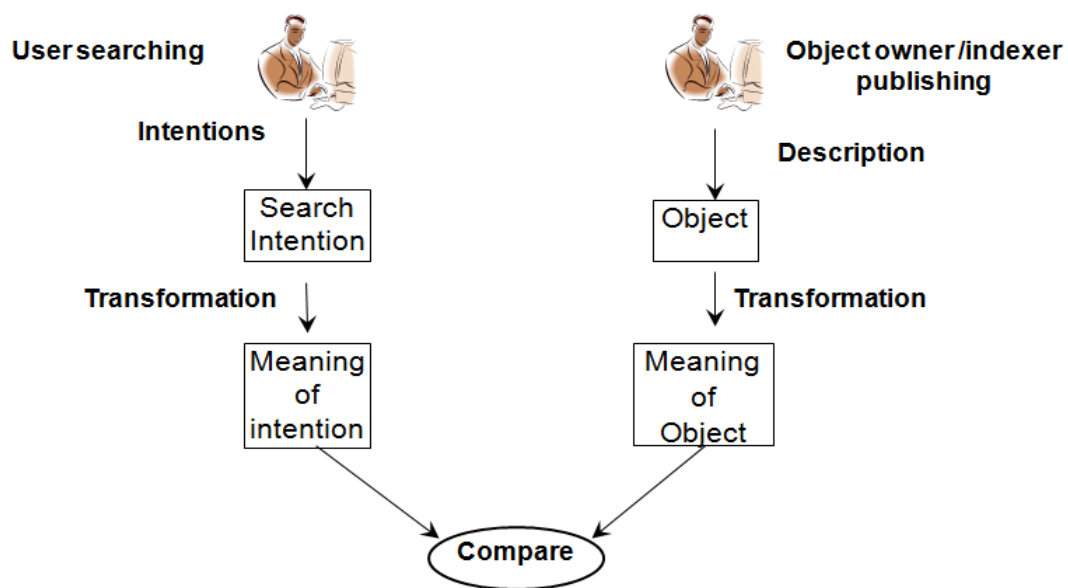 User searching
Object owner/indexer
publishing
Intentions
Description
Search
Intention
Object
Transformation
Transformation
Meaning
of
intention
Meaning
of
Object
Compare